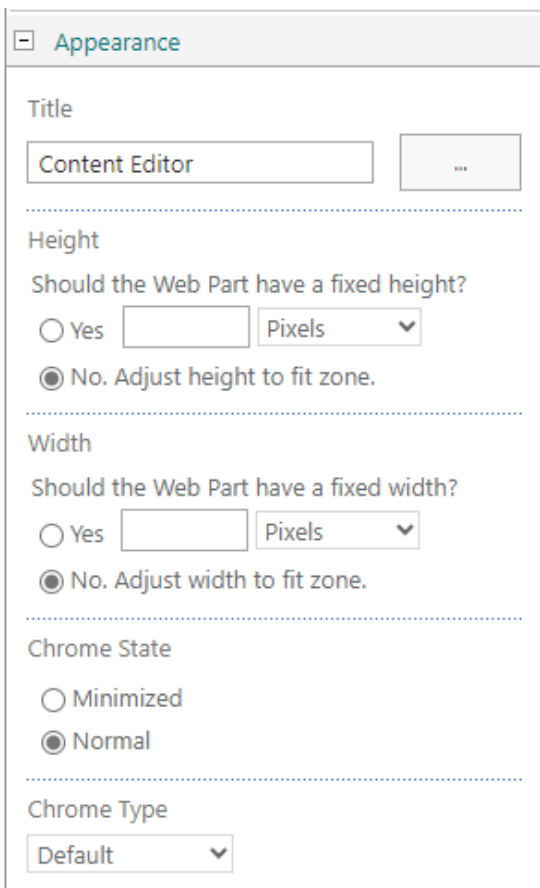 Appearance
Title
Content Editor ...
Height
Should the Web Part have a fixed height?
Yes Pixels
No. Adjust height to fit zone.
Width
Should the Web Part have a fixed width?
Yes Pixels
No. Adjust width to fit zone.
Chrome State
Minimized
Normal
Chrome Type
Default